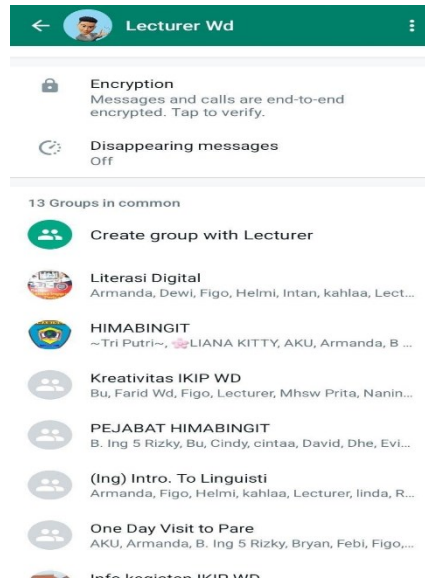 Lecturer Wd
Encryption
Messages and calls are end-to-end
encrypted. Tap to verify.
Disappearing messages
Off
13 Groups in common
Create group with Lecturer
Literasi Digital
Armanda, Dewi, Figo, Helmi, Intan, kahlaa, Lect...
HIMABINGIT
~Tri Putri~, 🌸LIANA KITTY, AKU, Armanda, B ...
Kreativitas IKIP WD
Bu, Farid Wd, Figo, Lecturer, Mhsw Prita, Nanin...
PEJABAT HIMABINGIT
B. Ing 5 Rizky, Bu, Cindy, cintaa, David, Dhe, Evi...
(Ing) Intro. To Linguisti
Armanda, Figo, Helmi, kahlaa, Lecturer, linda, R...
One Day Visit to Pare
AKU, Armanda, B. Ing 5 Rizky, Bryan, Febi, Figo,...
Info kegiatan IKIP WD